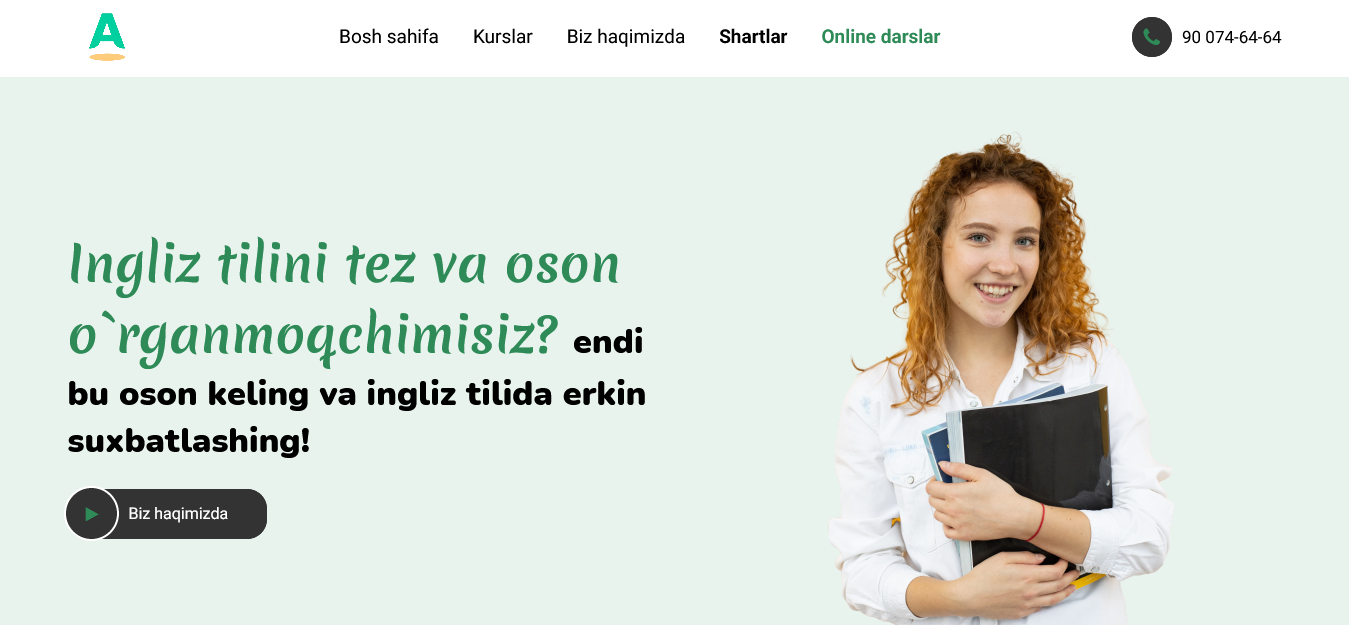 A
Bosh sahifa Kurslar Biz haqimizda Shartlar Online darslar 90 074-64-64
Ingliz tilini tez va oson
o`rganmoqchimisiz? endi
bu oson keling va ingliz tilida erkin
suxbatlashing!
Biz haqimizda